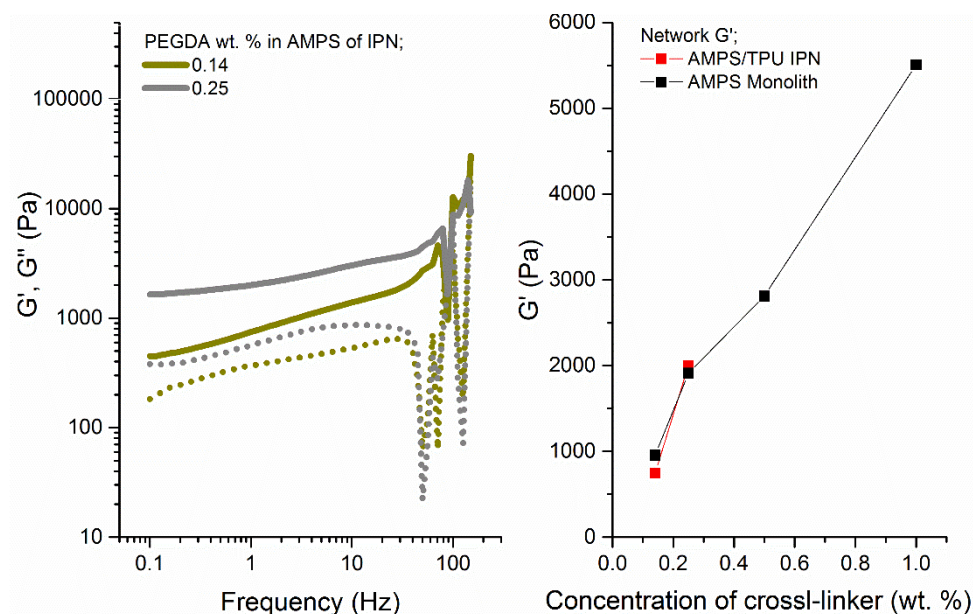 PEGDA wt. % in AMPS of IPN;
0.14
0.25
100000
10000
1000
100
10
G', G'' (Pa)
0.1 1 10 100
Frequency (Hz)
Network G';
AMPS/TPU IPN
AMPS Monolith
6000
5000
4000
3000
2000
1000
0
G' (Pa)
0.0 0.2 0.4 0.6 0.8 1.0
Concentration of crossl-linker (wt. %)